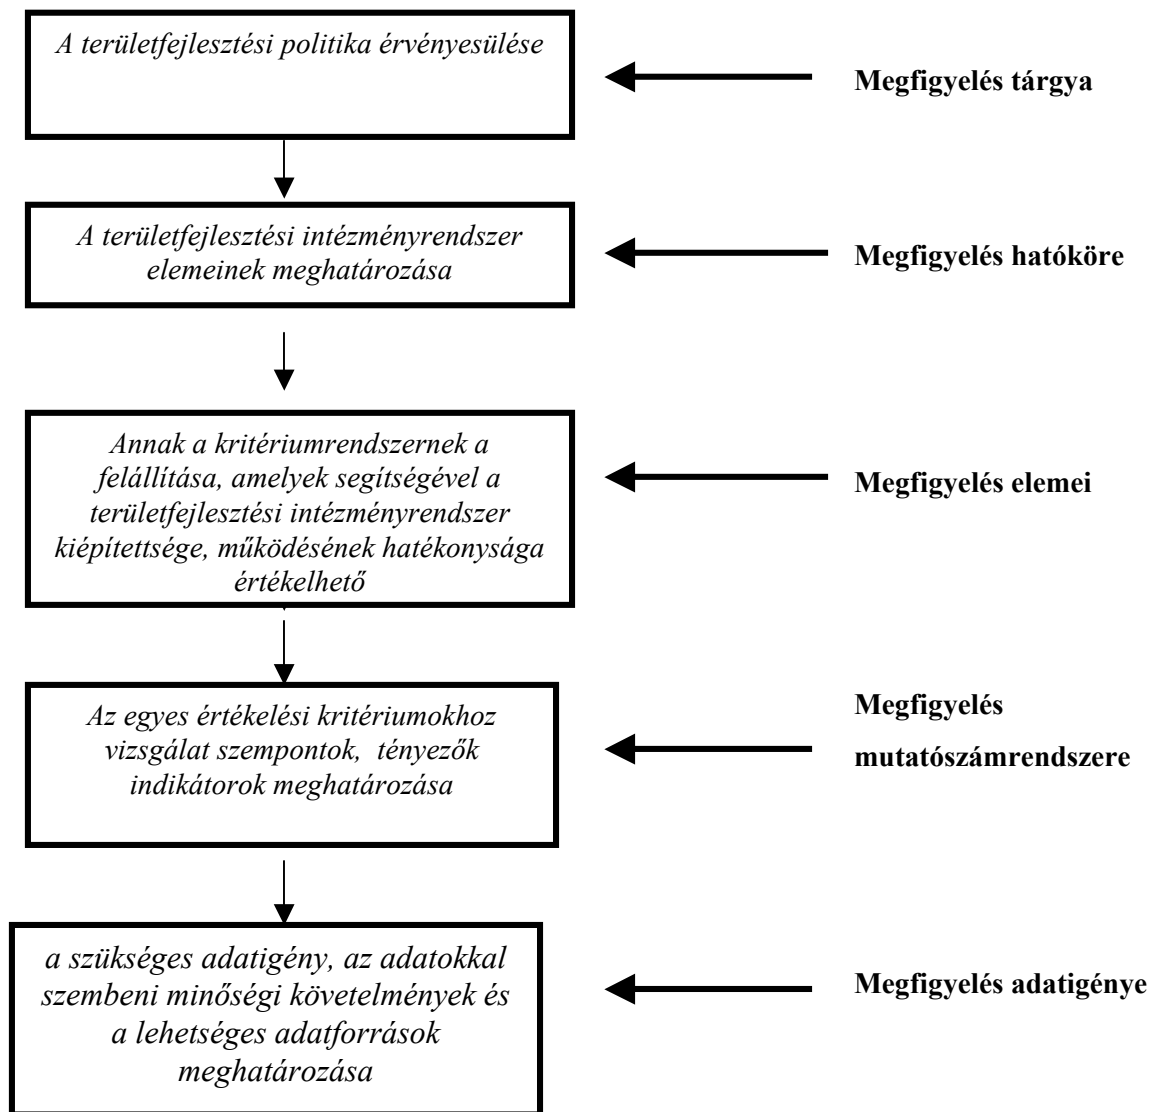 A területfejlesztési politika érvényesülése
Megfigyelés tárgya
A területfejlesztési intézményrendszer
elemeinek meghatározása
Megfigyelés hatóköre
Annak a kritériumrendszernek a
felállítása, amelyek segítségével a
területfejlesztési intézményrendszer
kiépítettsége, működésének hatékonysága
értékelhető
Megfigyelés elemei
Az egyes értékelési kritériumokhoz
vizsgálat szempontok, tényezők
indikátorok meghatározása
Megfigyelés
mutatószámrendszere
a szükséges adatigény, az adatokkal
szembeni minőségi követelmények és
a lehetséges adatforrások
meghatározása
Megfigyelés adatigénye